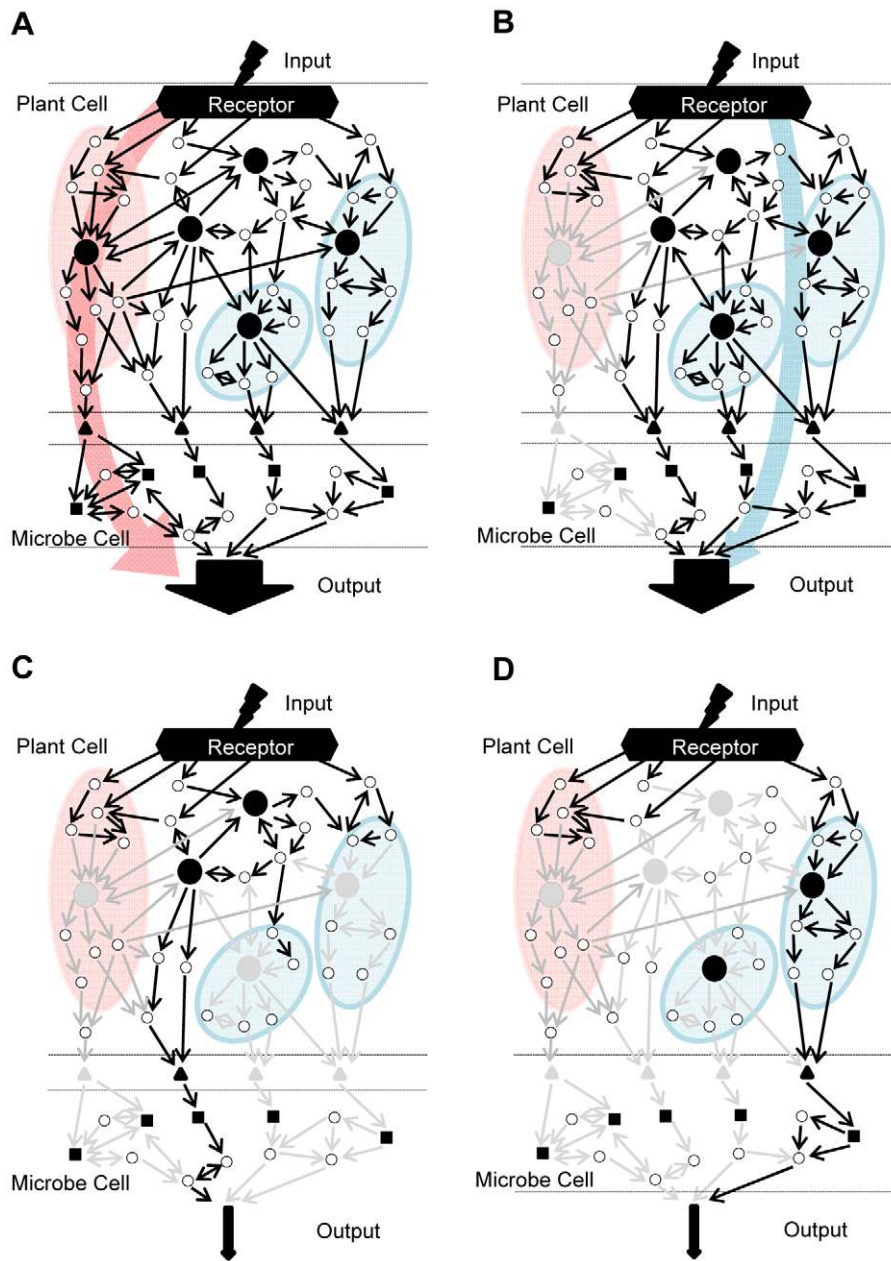 A
Input
Plant Cell
Receptor
Microbe Cell
Output
B
Input
Plant Cell
Receptor
Microbe Cell
Output
C
Input
Plant Cell
Receptor
Microbe Cell
Output
D
Input
Plant Cell
Receptor
Microbe Cell
Output